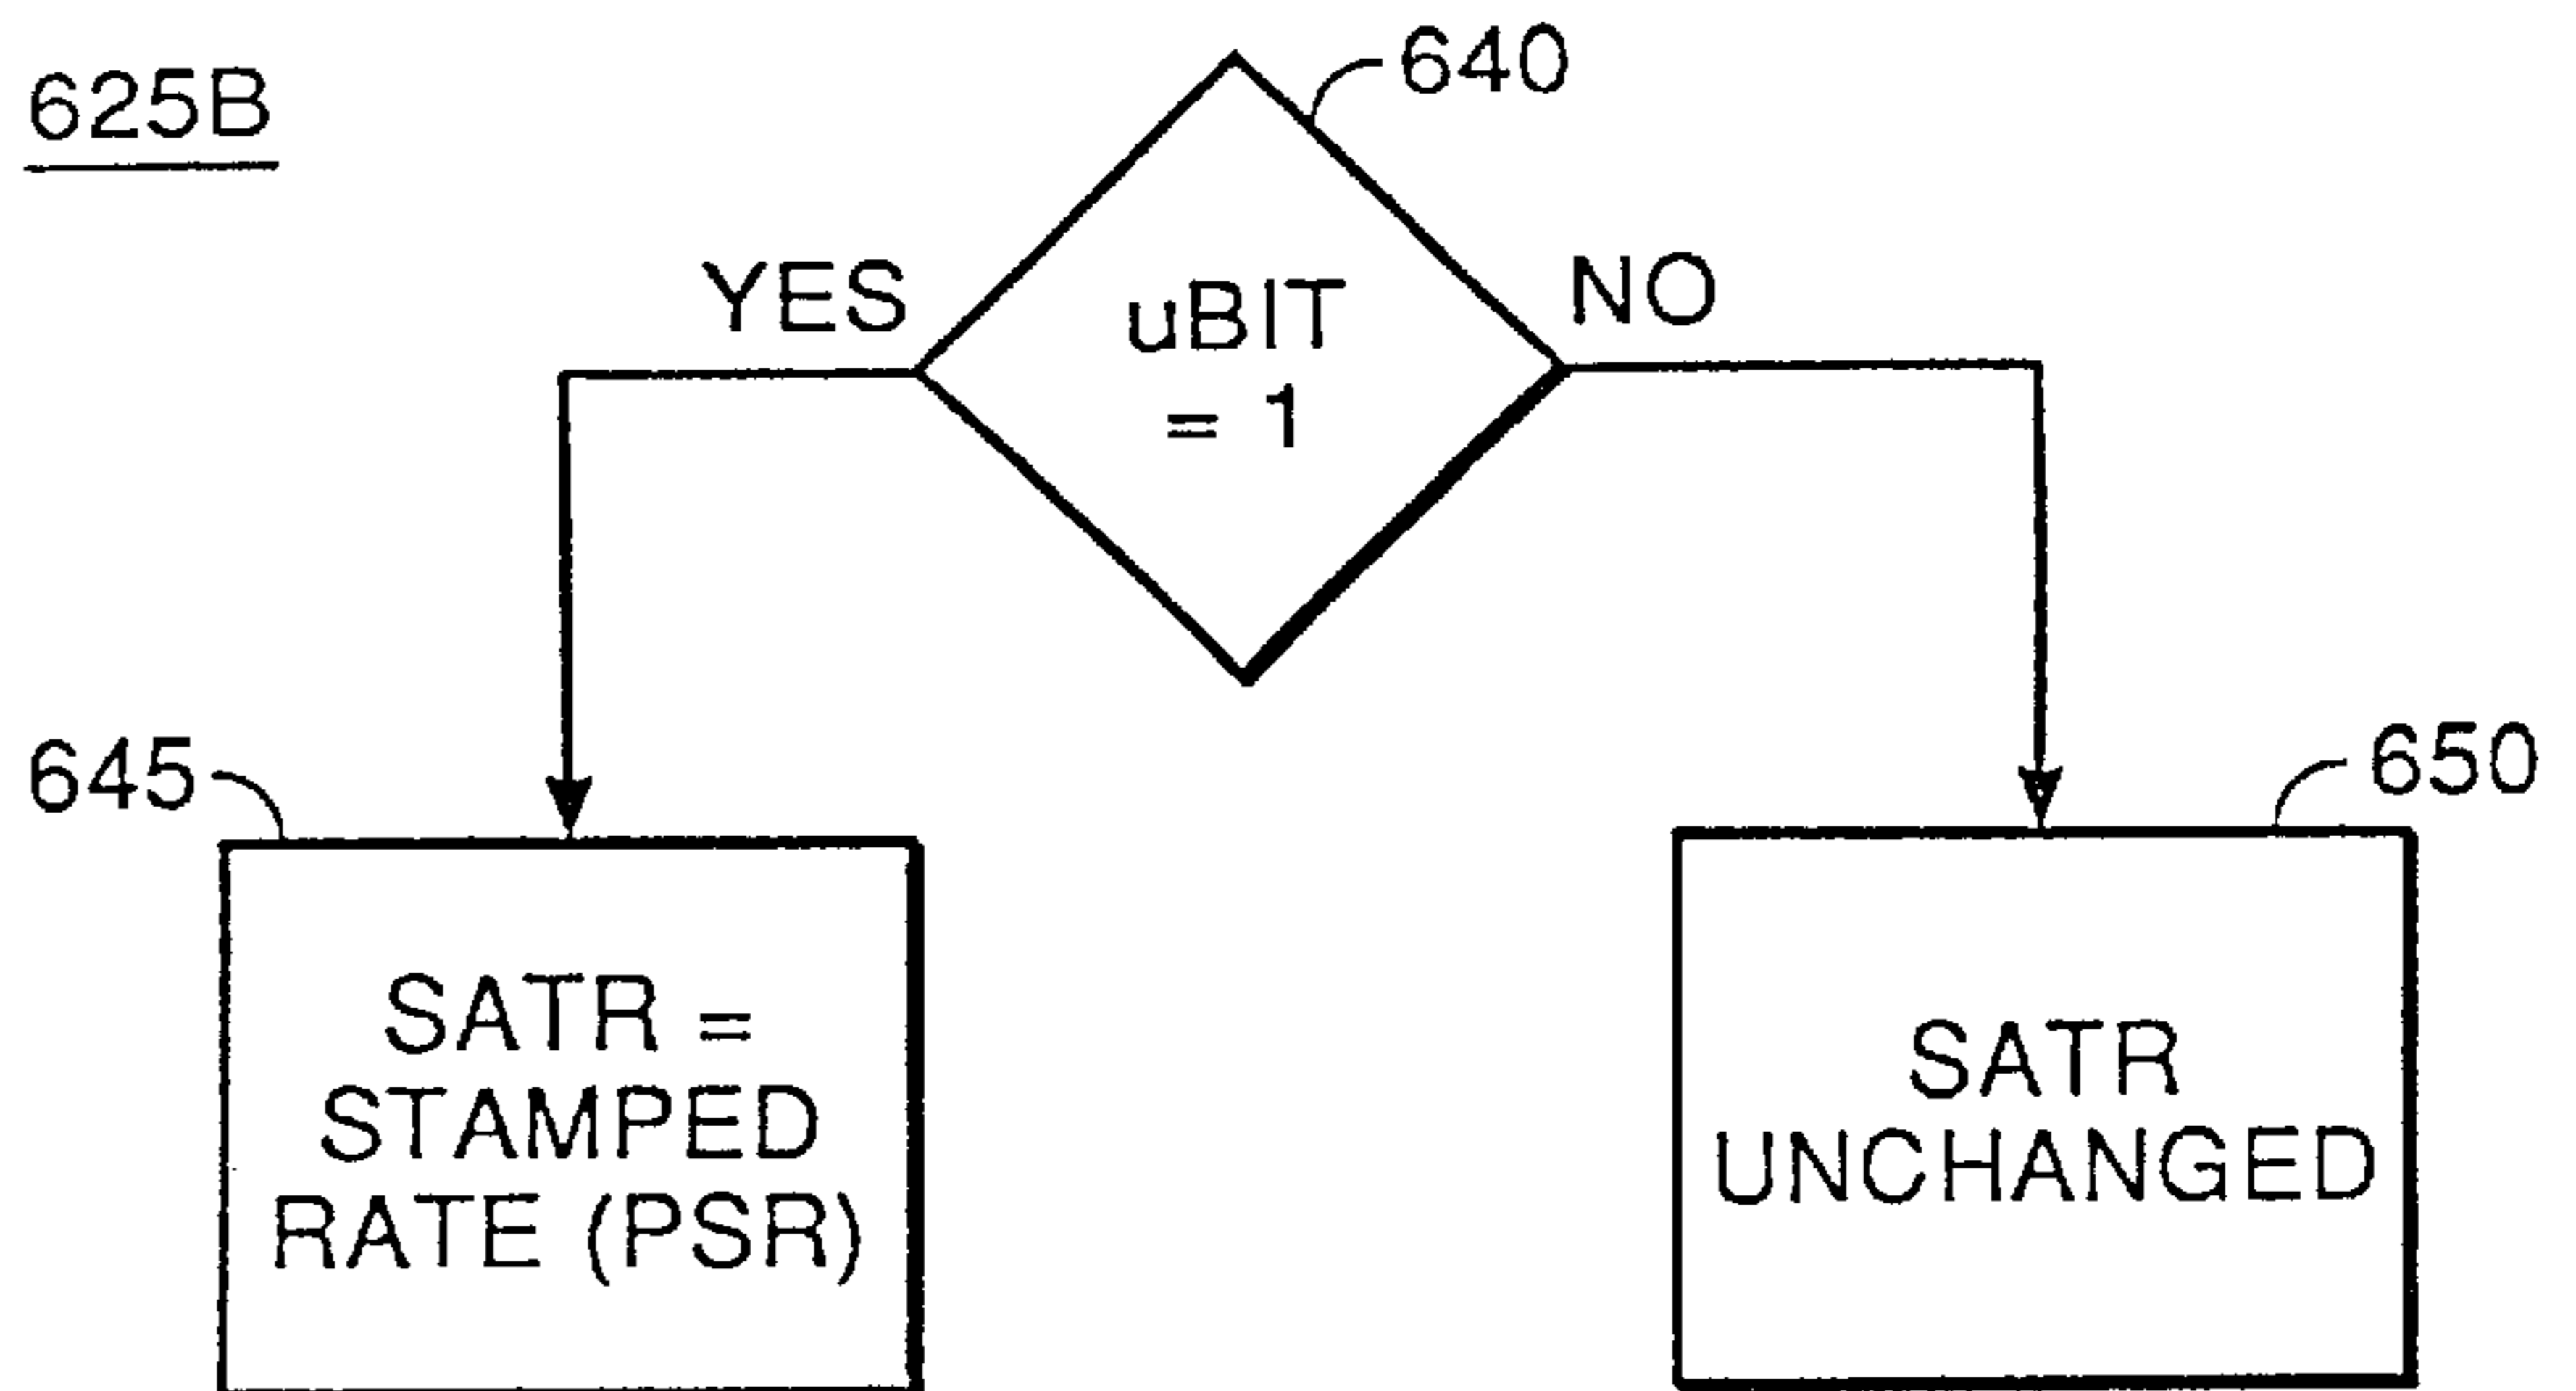 625B
640
uBIT
= 1
YES
NO
645
SATR =
STAMPED
RATE (PSR)
650
SATR
UNCHANGED